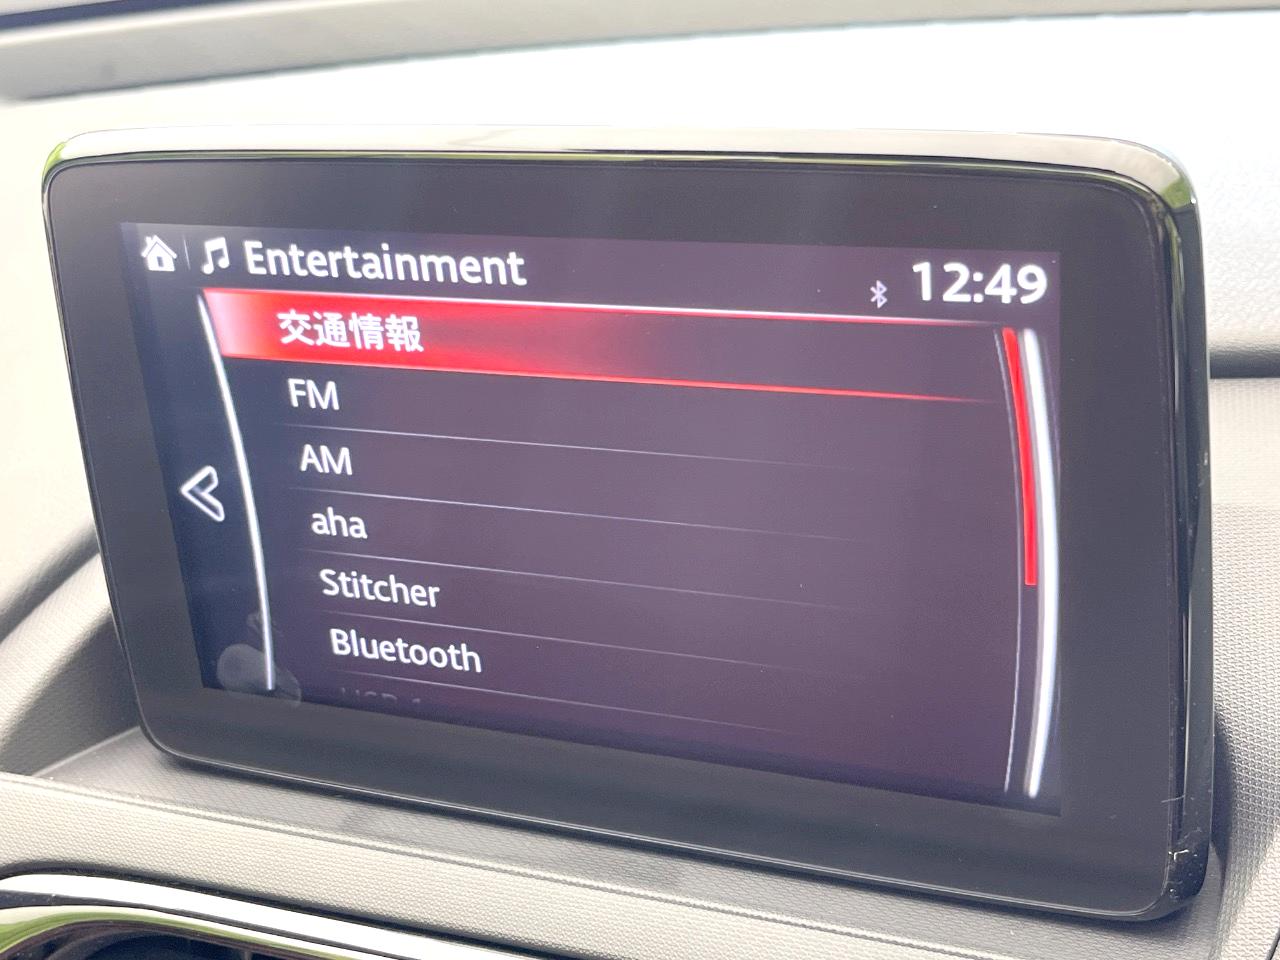 Entertainment
12:49
交通情報
FM
AM
aha
Stitcher
Bluetooth